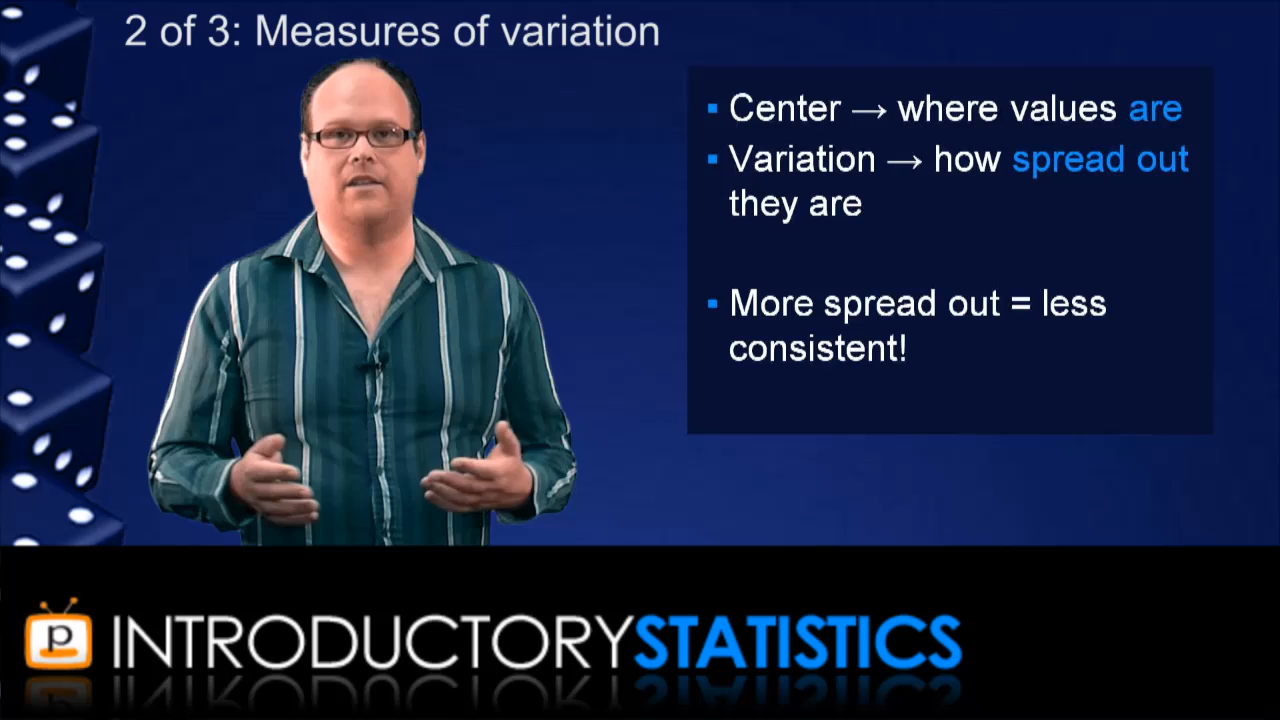 2 of 3: Measures of variation
▪ Center → where values are
▪ Variation → how spread out
they are
▪ More spread out = less
consistent!
p
INTRODUCTORYSTATISTICS